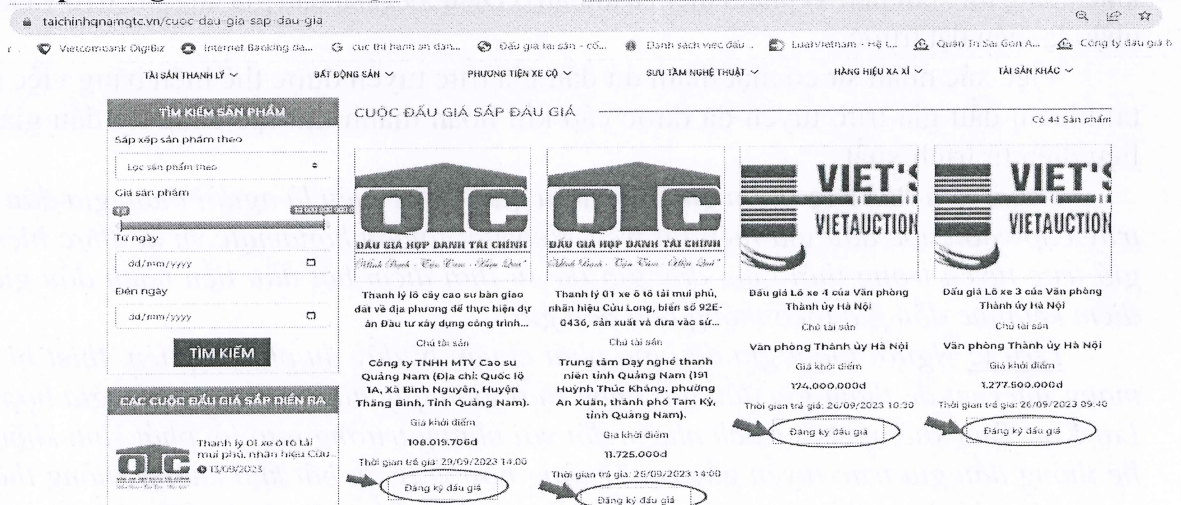 taichinhqnamqtc.vn/cuoc-dau-gia-sap-dau-gia
Vietcombank DigiBiz
Internet Banking da...
cục thi hanh an dan...
Đấu giá tài sản - cổ...
Danh sách việc đấu ..
Luatvietnam - Hệ t...
Quản Trị Sài Gòn A...
Công ty đấu giá h
TÀI SẢN THANH LÝ
BẤT ĐỘNG SẢN
PHƯƠNG TIỆN XE CỘ
SƯU TẦM NGHỆ THUẬT
HÀNG HIỆU XA XỈ
TÀI SẢN KHÁC
TÌM KIẾM SẢN PHẨM
Sắp xếp sản phẩm theo
Lọc sản phẩm theo
Giá sản phẩm
Từ ngày
dd/mm/yyyy
Đến ngày
dd/mm/yyyy
TÌM KIẾM
CÁC CUỘC ĐẤU GIÁ SẮP DIỄN RA
Thanh lý 01 xe ô tô tải
mui phủ, nhãn hiệu Cửu...
13/09/2023
CUỘC ĐẤU GIÁ SẮP ĐẤU GIÁ
Có 44 Sản phẩm
QTC
ĐẤU GIÁ HỢP DANH TÀI CHÍNH
Thanh lý lô cây cao su bàn giao
đất về địa phương để thực hiện dự
án Đầu tư xây dựng công trình...
Chủ tài sản
Công ty TNHH MTV Cao su
Quảng Nam (Địa chỉ: Quốc lộ
1A, Xã Bình Nguyên, Huyện
Thăng Bình, Tỉnh Quảng Nam).
Giá khởi điểm
108.019.706đ
Thời gian trả giá: 29/09/2023 14:00
Đăng ký đấu giá
QTC
ĐẤU GIÁ HỢP DANH TÀI CHÍNH
Thanh lý 01 xe ô tô tải mui phủ,
nhãn hiệu Cửu Long, biển số 92E-
0436, sản xuất và đưa vào sử...
Chủ tài sản
Trung tâm Dạy nghề thanh
niên tỉnh Quảng Nam (191
Huỳnh Thúc Kháng, phường
An Xuân, thành phố Tam Kỳ,
tỉnh Quảng Nam).
Giá khởi điểm
11.725.000đ
Thời gian trả giá: 26/09/2023 14:00
Đăng ký đấu giá
VIET'S
VIETAUCTION
Đấu giá Lô xe 4 của Văn phòng
Thành ủy Hà Nội
Chủ tài sản
Văn phòng Thành ủy Hà Nội
Giá khởi điểm
174.000.000đ
Thời gian trả giá: 26/09/2023 10:30
Đăng ký đấu giá
VIET'S
VIETAUCTION
Đấu giá Lô xe 3 của Văn phòng
Thành ủy Hà Nội
Chủ tài sản
Văn phòng Thành ủy Hà Nội
Giá khởi điểm
1.277.500.000đ
Thời gian trả giá: 26/09/2023 09:45
Đăng ký đấu giá